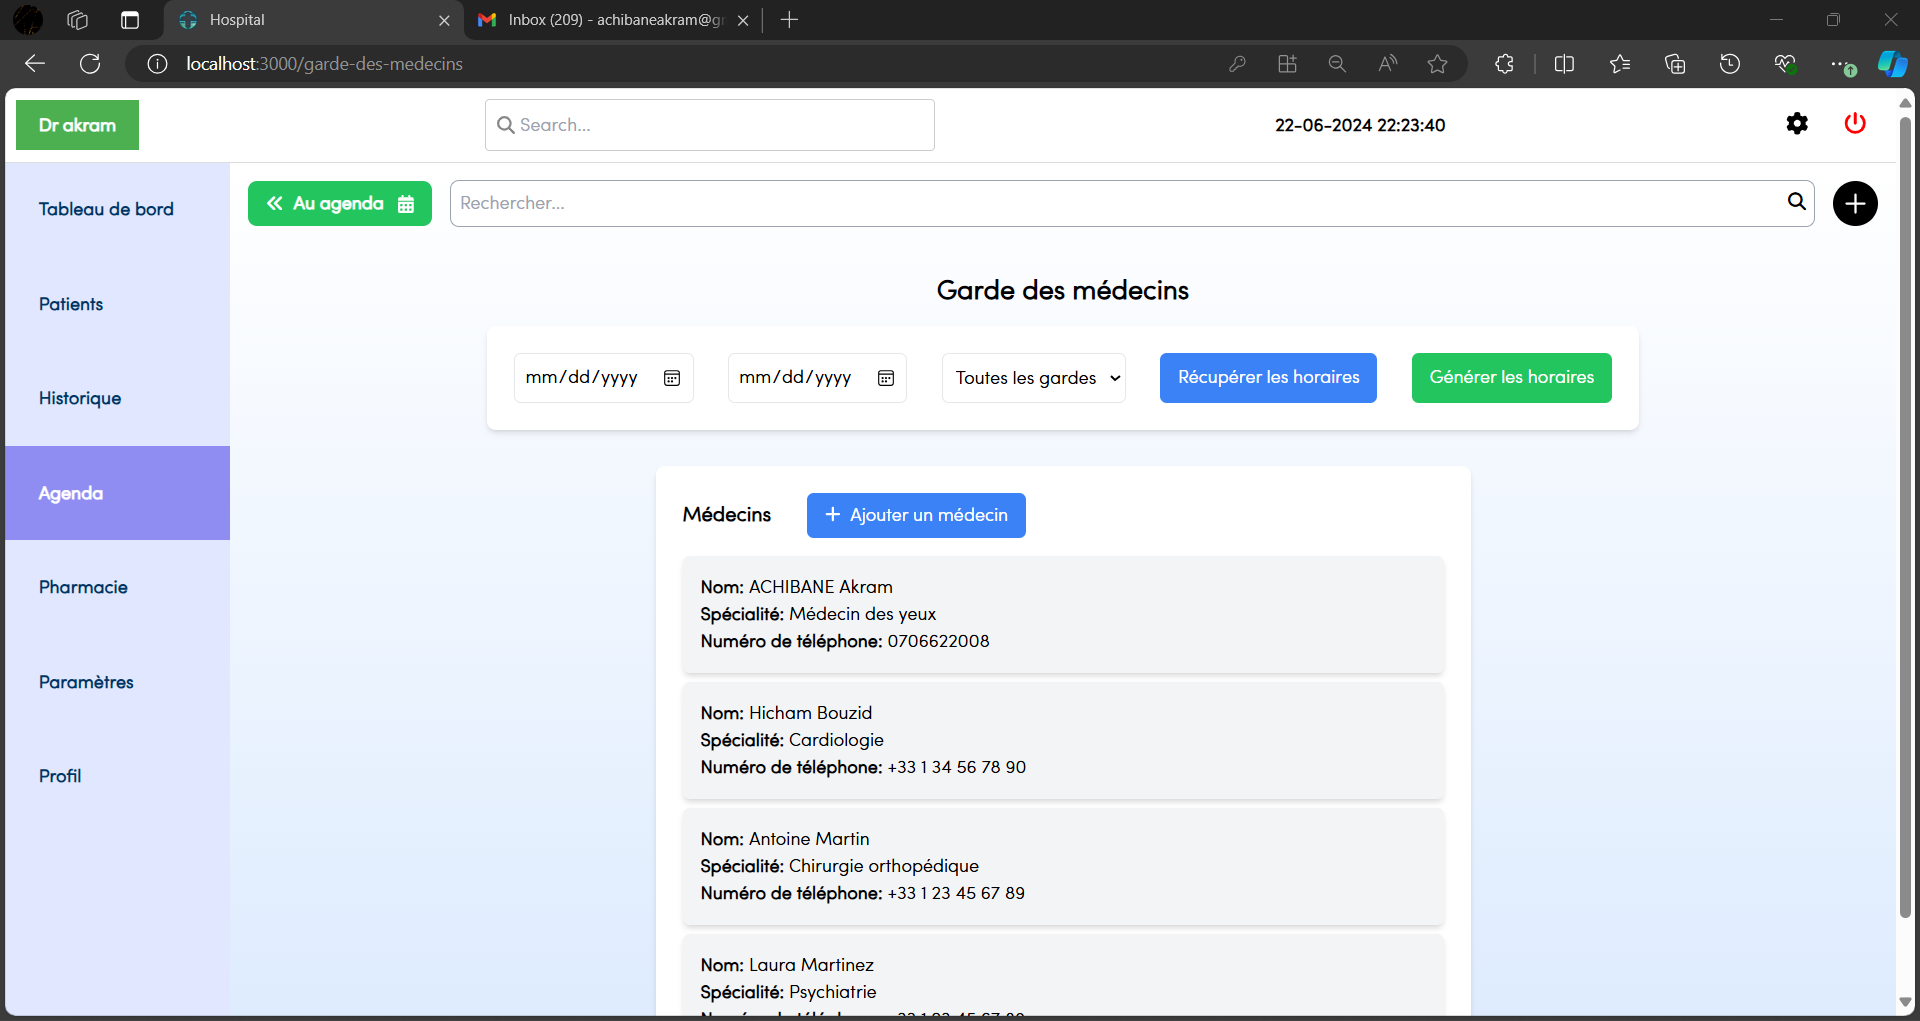 Hospital
Inbox (209) - achibaneakram@gr
localhost:3000/garde-des-medecins
Dr akram
Search...
22-06-2024 22:23:40
Tableau de bord
Patients
Historique
Agenda
Pharmacie
Paramètres
Profil
Au agenda
Rechercher...
Garde des médecins
mm/dd/yyyy
mm/dd/yyyy
Toutes les gardes
Récupérer les horaires
Générer les horaires
Médecins
Ajouter un médecin
Nom: ACHIBANE Akram
Spécialité: Médecin des yeux
Numéro de téléphone: 0706622008
Nom: Hicham Bouzid
Spécialité: Cardiologie
Numéro de téléphone: +33 1 34 56 78 90
Nom: Antoine Martin
Spécialité: Chirurgie orthopédique
Numéro de téléphone: +33 1 23 45 67 89
Nom: Laura Martinez
Spécialité: Psychiatrie